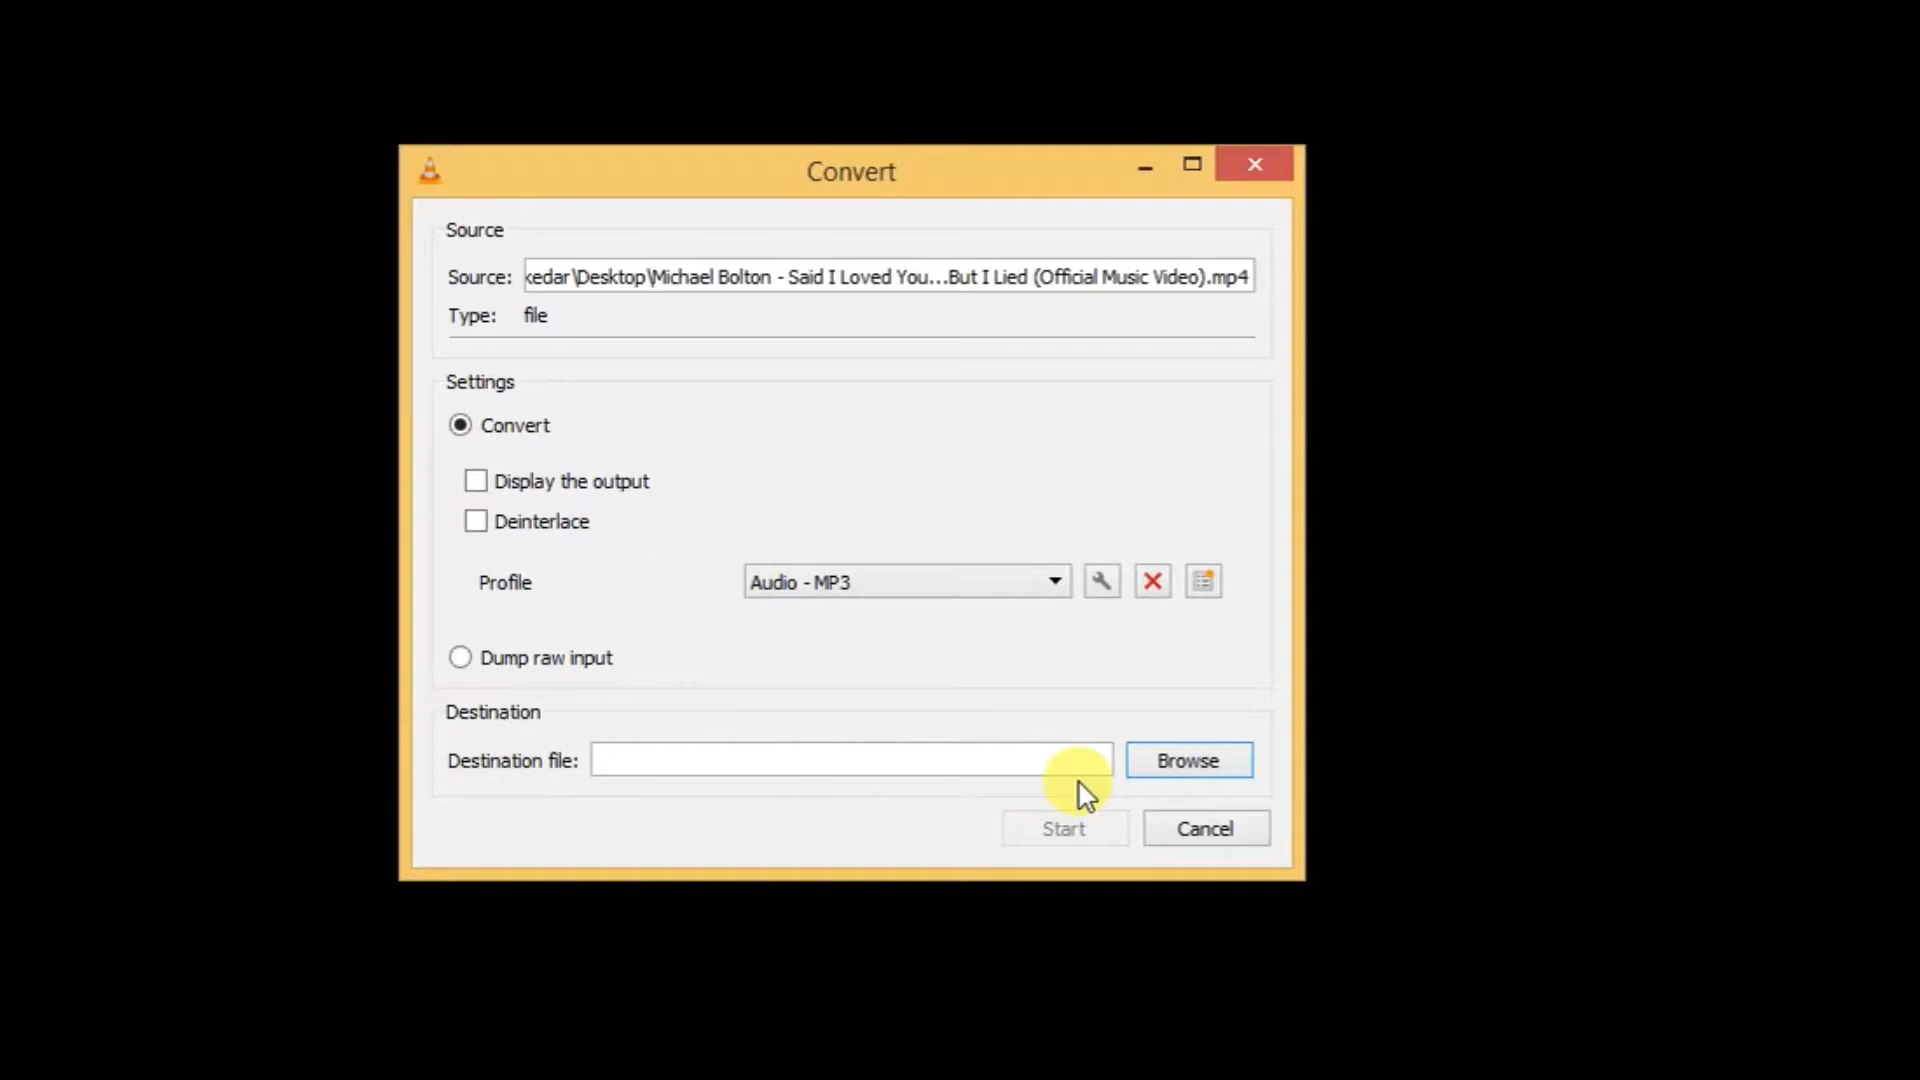 Convert
Source
Source: kedar\Desktop\Michael Bolton - Said I Loved You...But I Lied (Official Music Video).mp4
Type: file
Settings
Convert
Display the output
Deinterlace
Profile Audio - MP3
Dump raw input
Destination
Destination file: Browse
Start Cancel